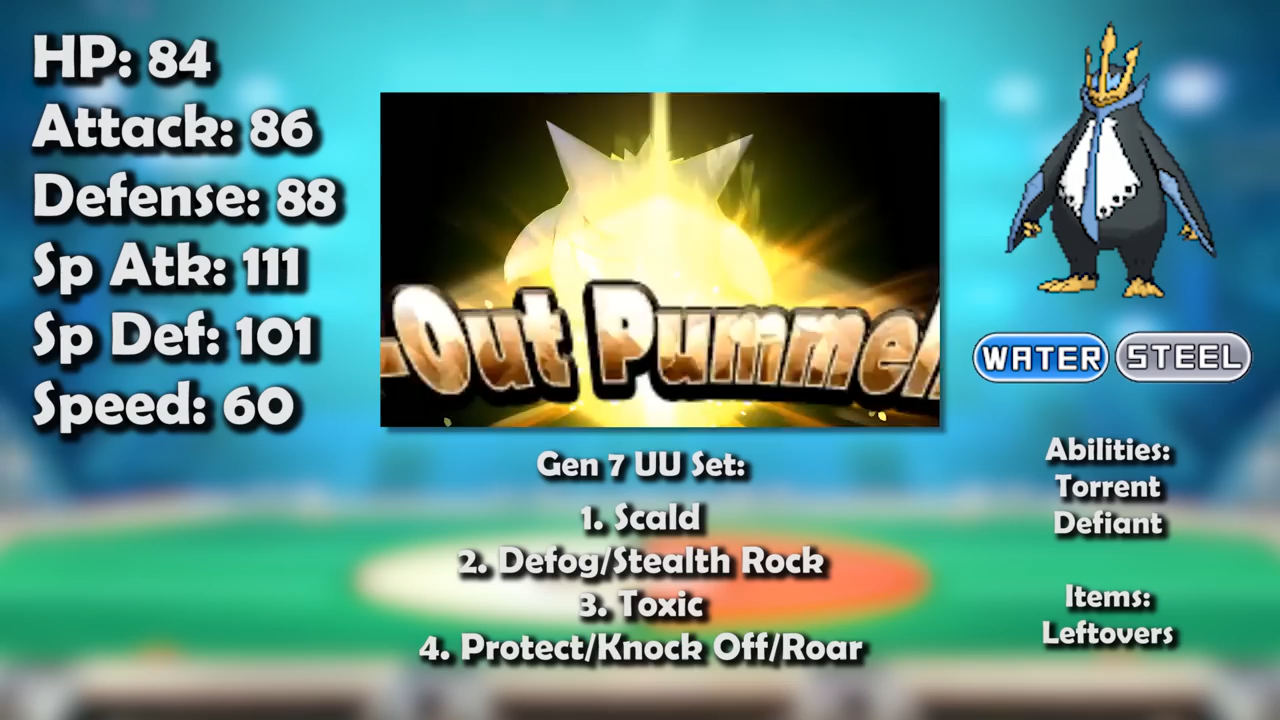 HP: 84
Attack: 86
Defense: 88
Sp Atk: 111
Sp Def: 101
Speed: 60
-Out Pummel
WATER STEEL
Gen 7 UU Set:
1. Scald
2. Defog/Stealth Rock
3. Toxic
4. Protect/Knock Off/Roar
Abilities:
Torrent
Defiant
Items:
Leftovers